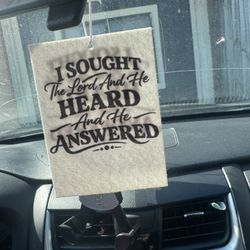 I SOUGHT
The Lord And He
HEARD
And He
ANSWERED